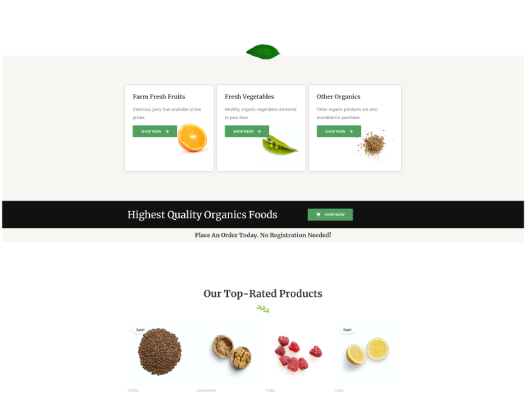 Farm Fresh Fruits
Delicious, juicy fruit available at low
prices
SHOP NOW
Fresh Vegetables
Healthy, organic vegetables delivered
to your door
SHOP NOW
Other Organics
Other organic products are also
available for purchase
SHOP NOW
Highest Quality Organics Foods
SHOP NOW
Place An Order Today. No Registration Needed!
Our Top-Rated Products
Sale!
Sale!
Coffee
Fruits
Fruits